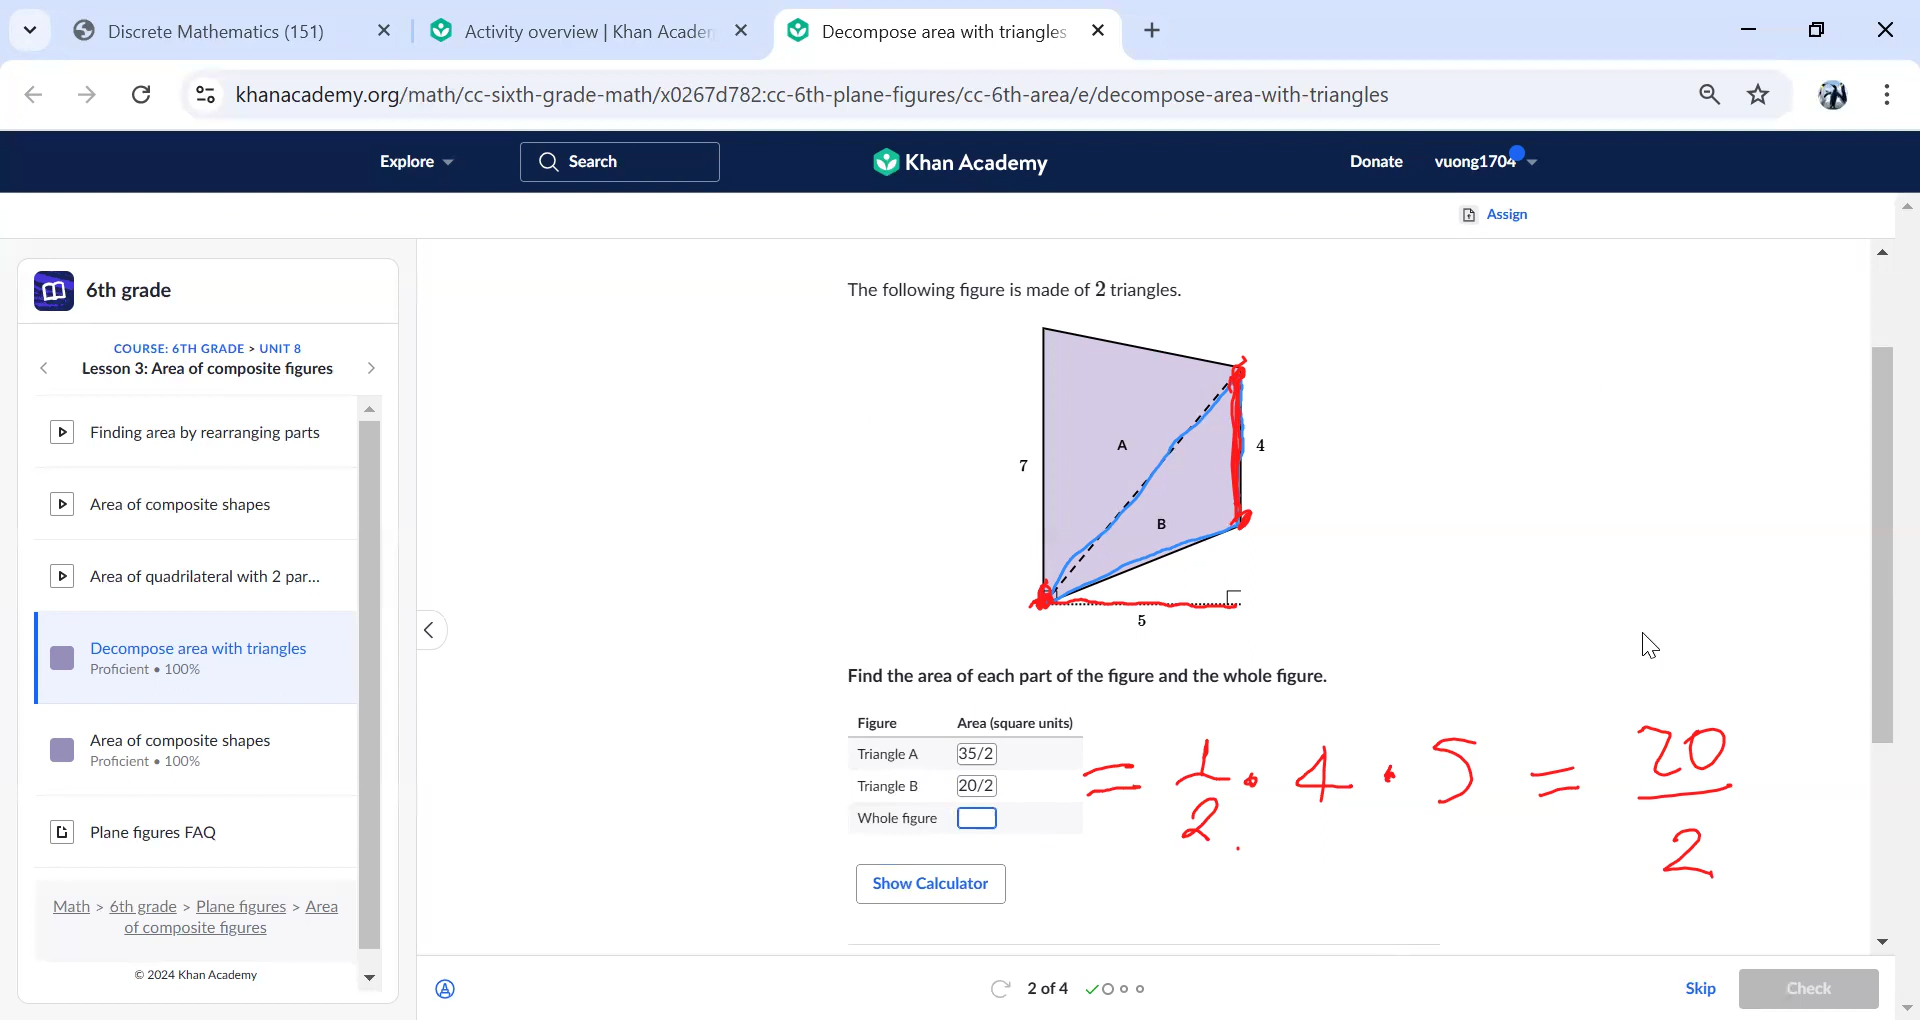 Discrete Mathematics (151)
Activity overview | Khan Acader
Decompose area with triangles
khanacademy.org/math/cc-sixth-grade-math/x0267d782:cc-6th-plane-figures/cc-6th-area/e/decompose-area-with-triangles
Explore
Search
Khan Academy
Donate
vuong1704
Assign
6th grade
COURSE: 6TH GRADE > UNIT 8
Lesson 3: Area of composite figures
Finding area by rearranging parts
Area of composite shapes
Area of quadrilateral with 2 par...
Decompose area with triangles
Proficient • 100%
Area of composite shapes
Proficient • 100%
Plane figures FAQ
Math > 6th grade > Plane figures > Area
of composite figures
© 2024 Khan Academy
The following figure is made of 2 triangles.
A
4
7
B
5
Find the area of each part of the figure and the whole figure.
Figure Area (square units)
Triangle A 35/2
Triangle B 20/2
Whole figure
= 1/2 · 4 · 5 = 20/2
Show Calculator
2 of 4
Skip
Check